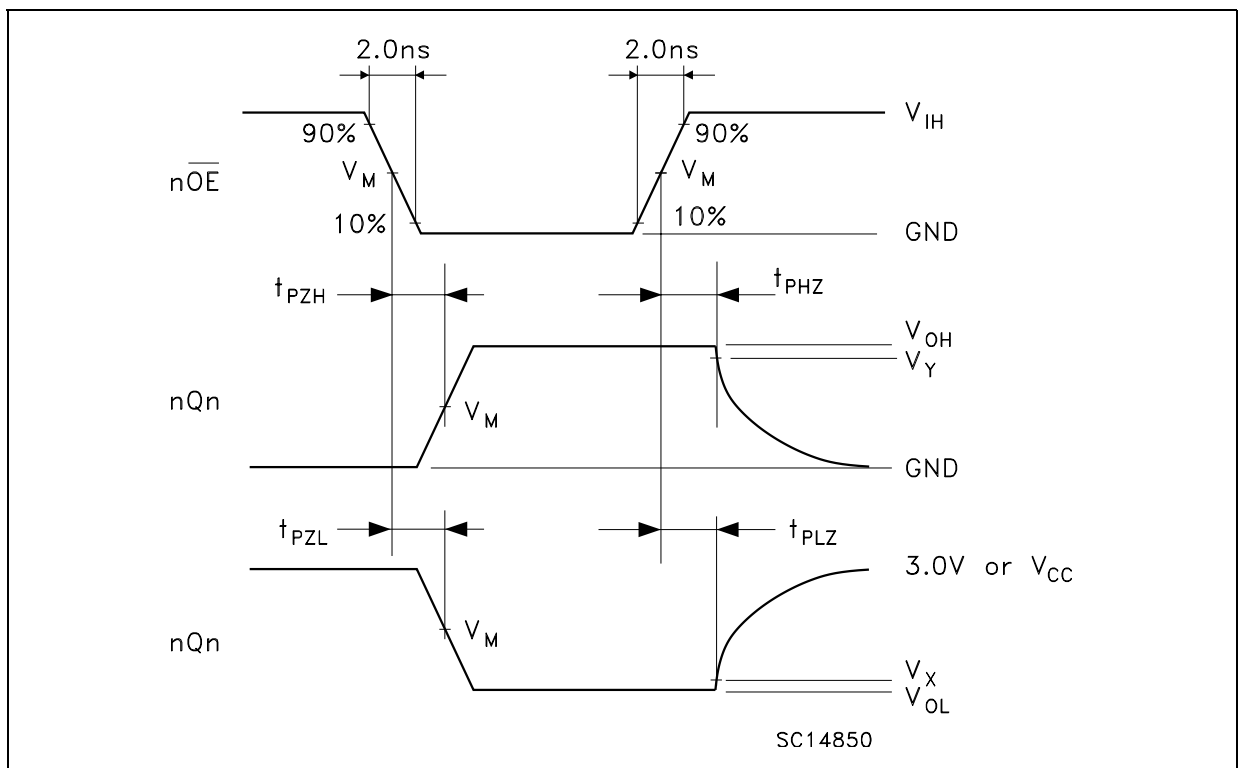 2.0ns 2.0ns
V_IH
90% 90%
nO̅E̅ V_M V_M
10% 10%
GND
t_PZH t_PHZ
V_OH
V_Y
nQn V_M
GND
t_PZL t_PLZ
3.0V or V_CC
nQn V_M
V_X
V_OL
SC14850